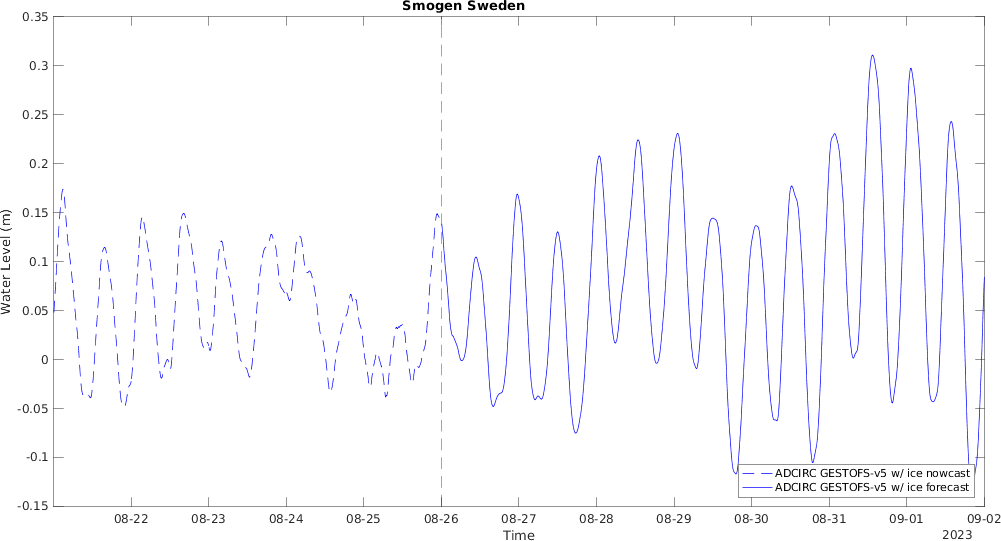 Smogen Sweden
0.35
0.3
0.25
0.2
0.15
0.1
0.05
0
-0.05
-0.1
-0.15
Water Level (m)
ADCIRC GESTOFS-v5 w/ ice nowcast
ADCIRC GESTOFS-v5 w/ ice forecast
08-22 08-23 08-24 08-25 08-26 08-27 08-28 08-29 08-30 08-31 09-01 09-02
Time
2023